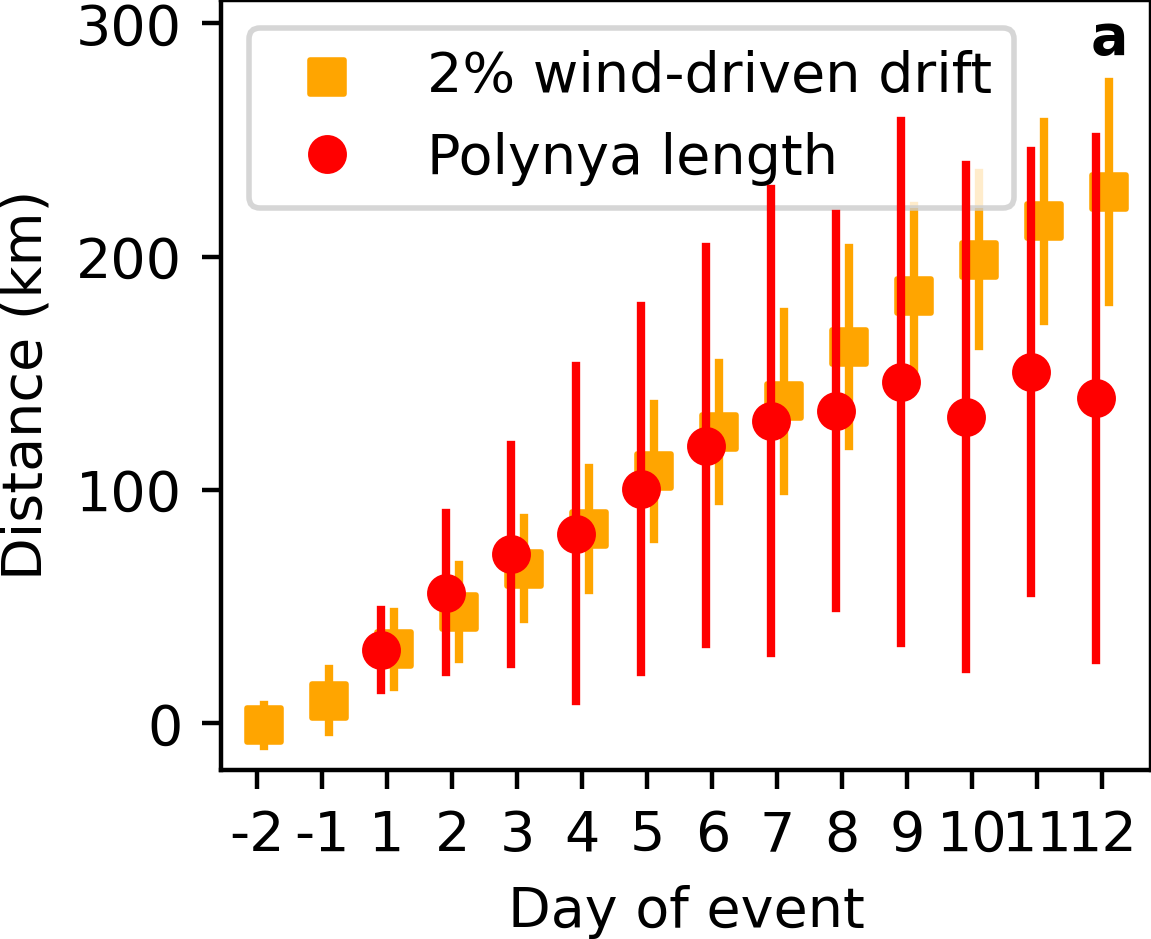 a
2% wind-driven drift
Polynya length
Distance (km)
300
200
100
0
-2 -1 1 2 3 4 5 6 7 8 9 10 11 12
Day of event